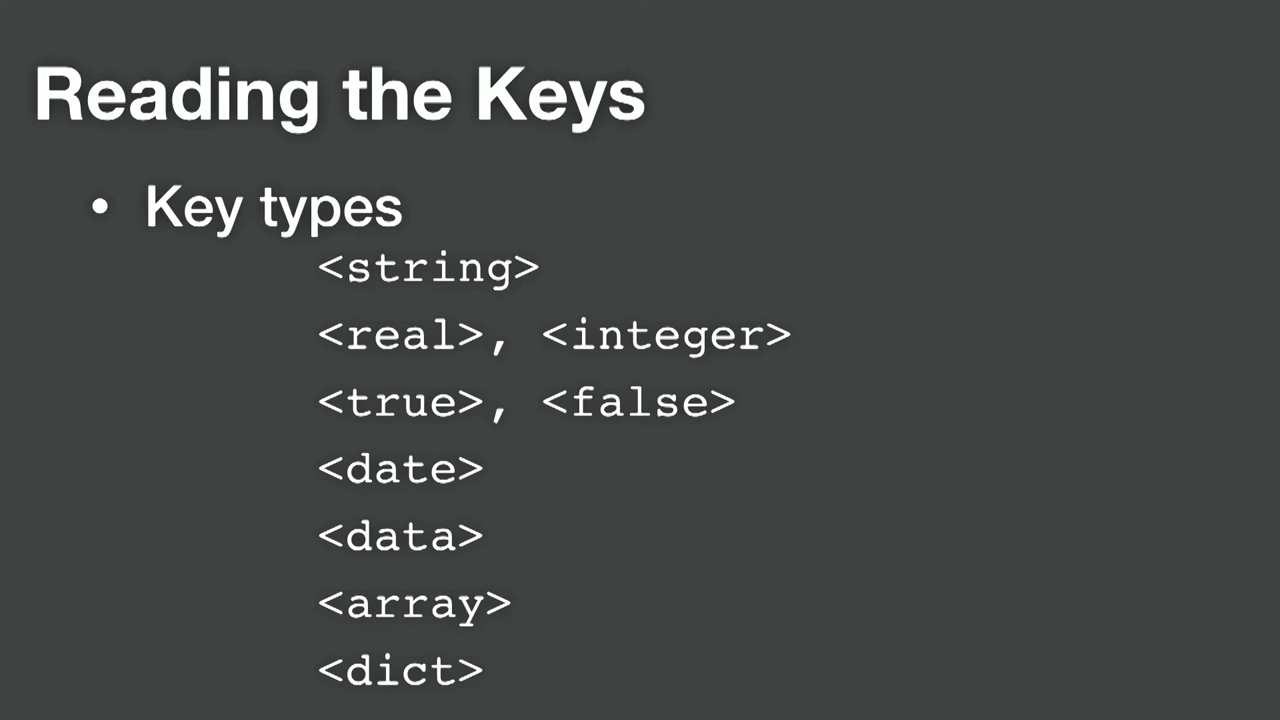 Reading the Keys
• Key types
<string>
<real>, <integer>
<true>, <false>
<date>
<data>
<array>
<dict>